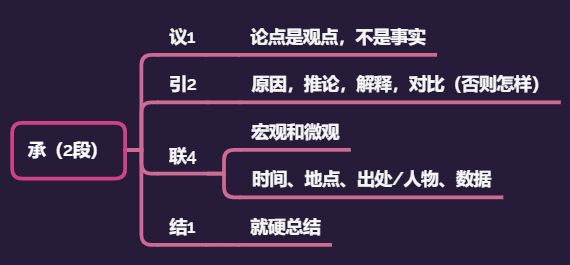 议1 论点是观点，不是事实
引2 原因，推论，解释，对比（否则怎样）
承（2段）
联4
宏观和微观
时间、地点、出处/人物、数据
结1 就硬总结